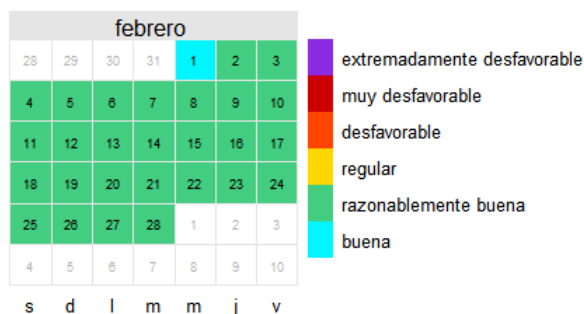 febrero
28 29 30 31 1 2 3
4 5 6 7 8 9 10
11 12 13 14 15 16 17
18 19 20 21 22 23 24
25 26 27 28 1 2 3
4 5 6 7 8 9 10
s d l m m j v
extremadamente desfavorable
muy desfavorable
desfavorable
regular
razonablemente buena
buena